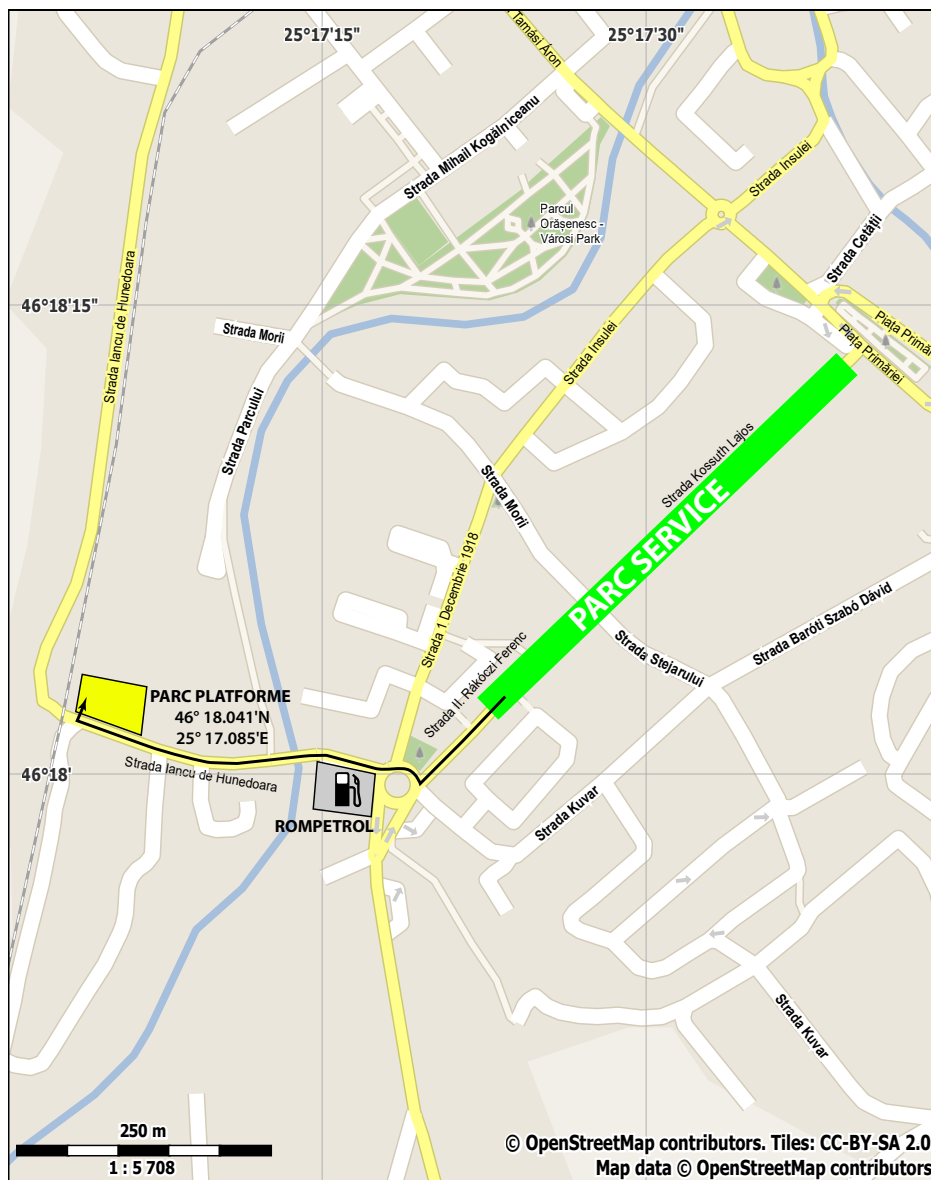 25°17'15"
25°17'30"
Tamási Áron
Strada Mihail Kogălniceanu
Strada Insulei
Parcul
Orășenesc -
Városi Park
Strada Cetății
Strada Iancu de Hunedoara
46°18'15"
Strada Morii
Piața Primăriei
Piața Primări
Strada Insulei
Strada Parcului
Strada Kossuth Lajos
Strada Morii
PARC SERVICE
Strada 1 Decembrie 1918
Strada Baróti Szabó Dávid
Strada Stejarului
Strada II. Rákóczi Ferenc
PARC PLATFORME
46° 18.041'N
25° 17.085'E
46°18'
Strada Iancu de Hunedoara
ROMPETROL
Strada Kuvar
Strada Kuvar
250 m
1 : 5 708
© OpenStreetMap contributors. Tiles: CC-BY-SA 2.0
Map data © OpenStreetMap contributors